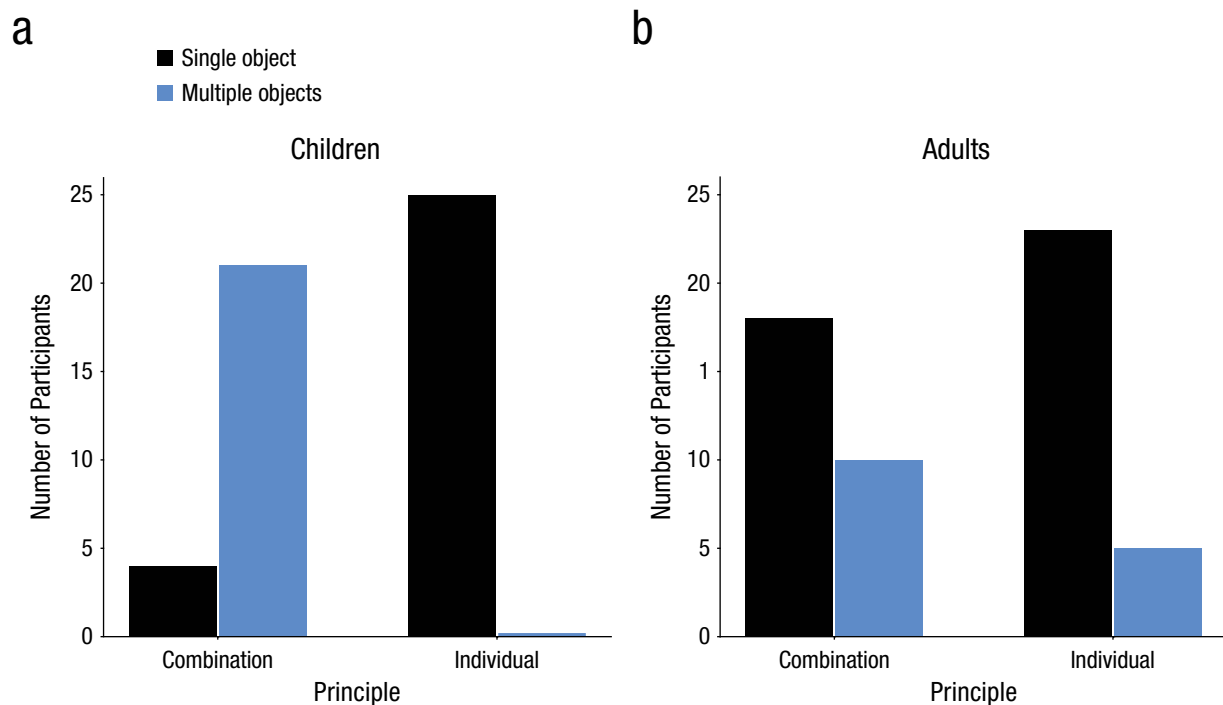 a
Single object
Multiple objects
Children
25
20
15
10
5
0
Number of Participants
Combination
Individual
Principle
b
Adults
25
20
1
10
5
0
Number of Participants
Combination
Individual
Principle